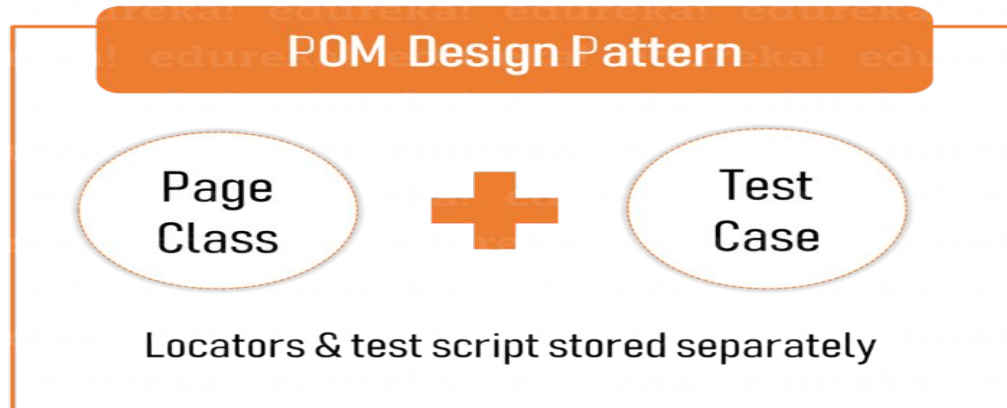 POM Design Pattern
Page
Class
Test
Case
Locators & test script stored separately